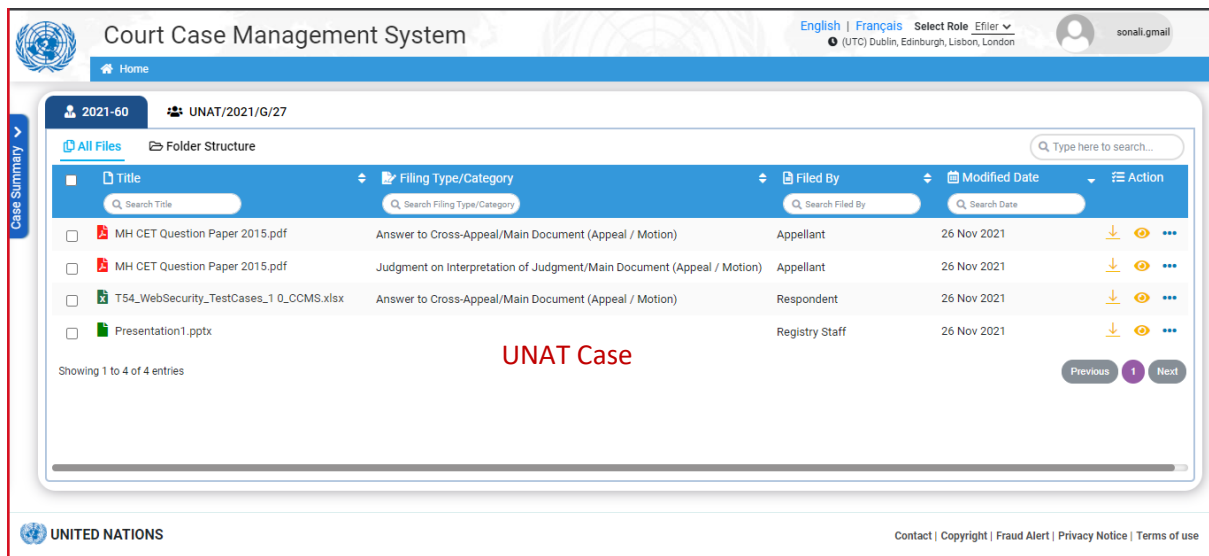 Court Case Management System
English | Français Select Role Efiler
(UTC) Dublin, Edinburgh, Lisbon, London
sonali.gmail
Home
Case Summary
2021-60 UNAT/2021/G/27
All Files Folder Structure
Type here to search...
Title Filing Type/Category Filed By Modified Date Action
Search Title Search Filing Type/Category Search Filed By Search Date
MH CET Question Paper 2015.pdf Answer to Cross-Appeal/Main Document (Appeal / Motion) Appellant 26 Nov 2021
MH CET Question Paper 2015.pdf Judgment on Interpretation of Judgment/Main Document (Appeal / Motion) Appellant 26 Nov 2021
T54_WebSecurity_TestCases_1 0_CCMS.xlsx Answer to Cross-Appeal/Main Document (Appeal / Motion) Respondent 26 Nov 2021
Presentation1.pptx Registry Staff 26 Nov 2021
UNAT Case
Showing 1 to 4 of 4 entries
Previous 1 Next
UNITED NATIONS
Contact | Copyright | Fraud Alert | Privacy Notice | Terms of use